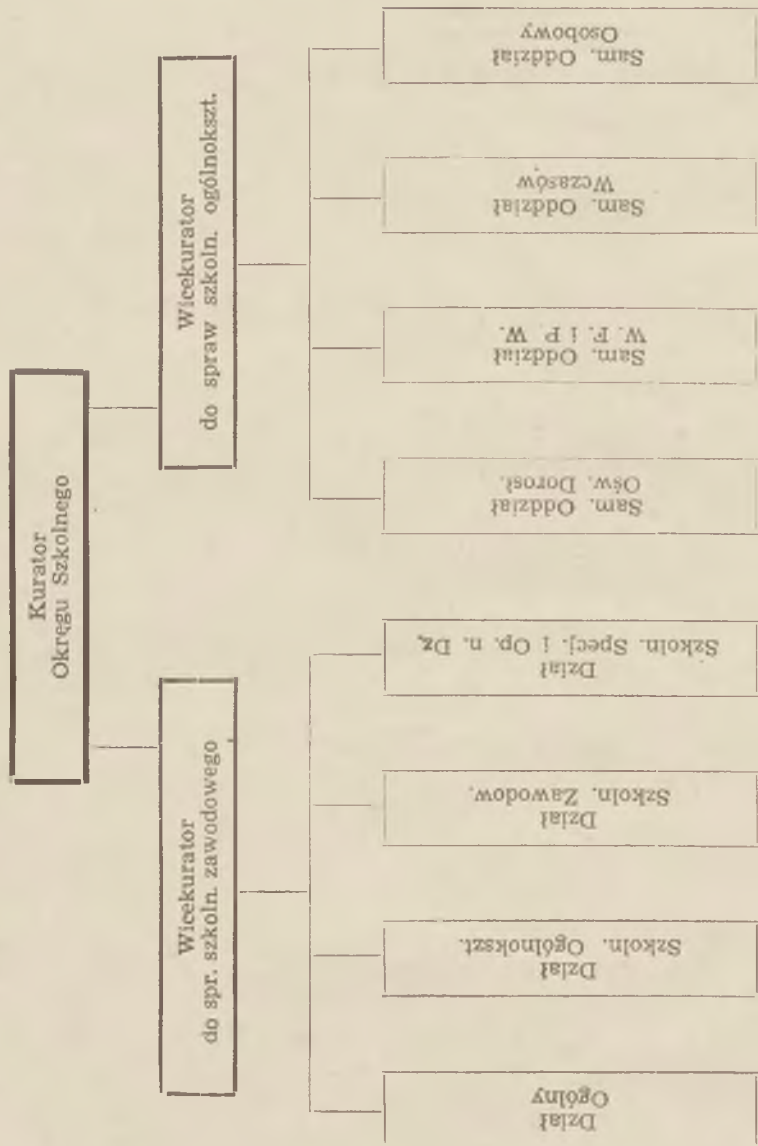 Kurator
Okręgu Szkolnego
Wicekurator
do spr. szkoln. zawodowego
Wicekurator
do spraw szkoln. ogólnokszt.
Dział
Ogólny
Dział
Szkoln. Ogólnokszt.
Dział
Szkoln. Zawodow.
Dział
Szkoln. Specj. i Op. n. Dz.
Sam. Oddział
Ośw. Dorosł.
Sam. Oddział
W. F. i P. W.
Sam. Oddział
Wczasów
Sam. Oddział
Osobowy